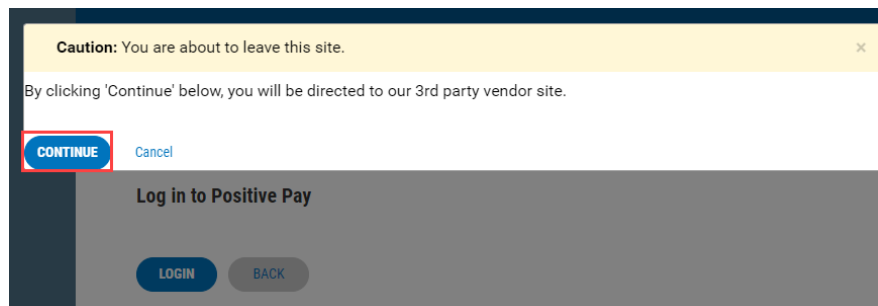 Caution: You are about to leave this site. ×
By clicking 'Continue' below, you will be directed to our 3rd party vendor site.
CONTINUE Cancel
Log in to Positive Pay
LOGIN BACK